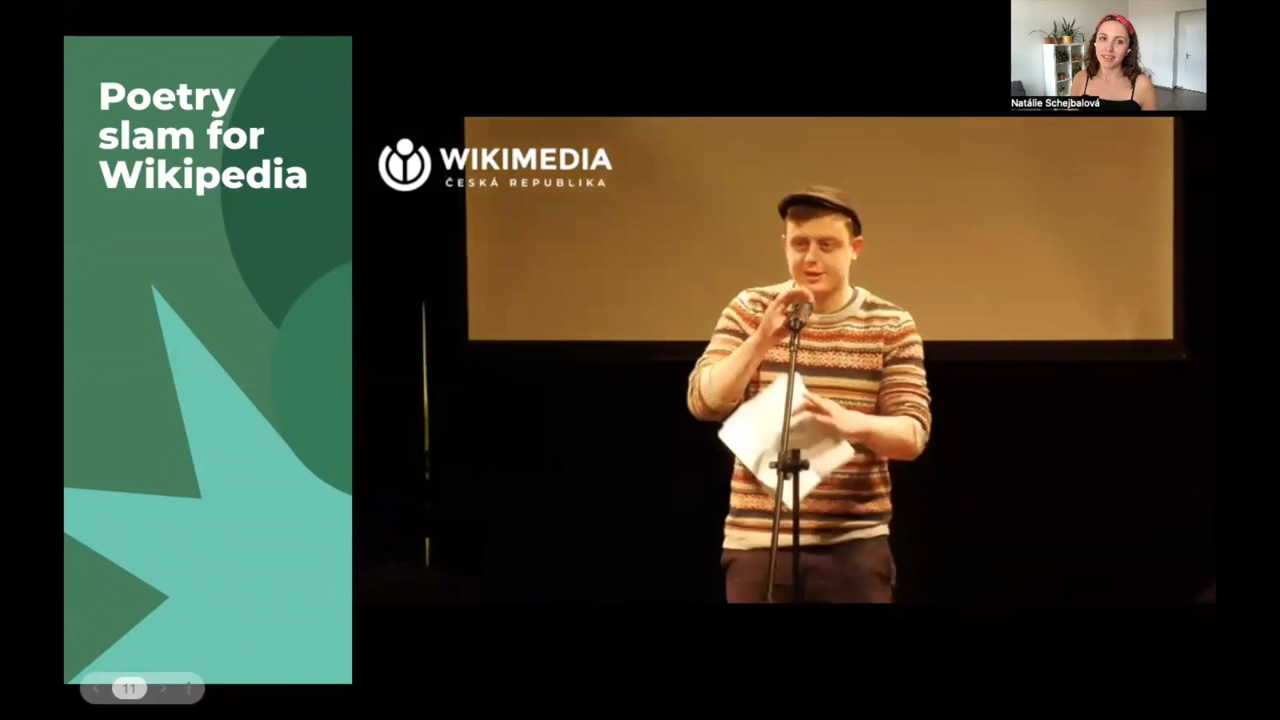 Poetry
slam for
Wikipedia
WIKIMEDIA
ČESKÁ REPUBLIKA
Natálie Schejbalová
11